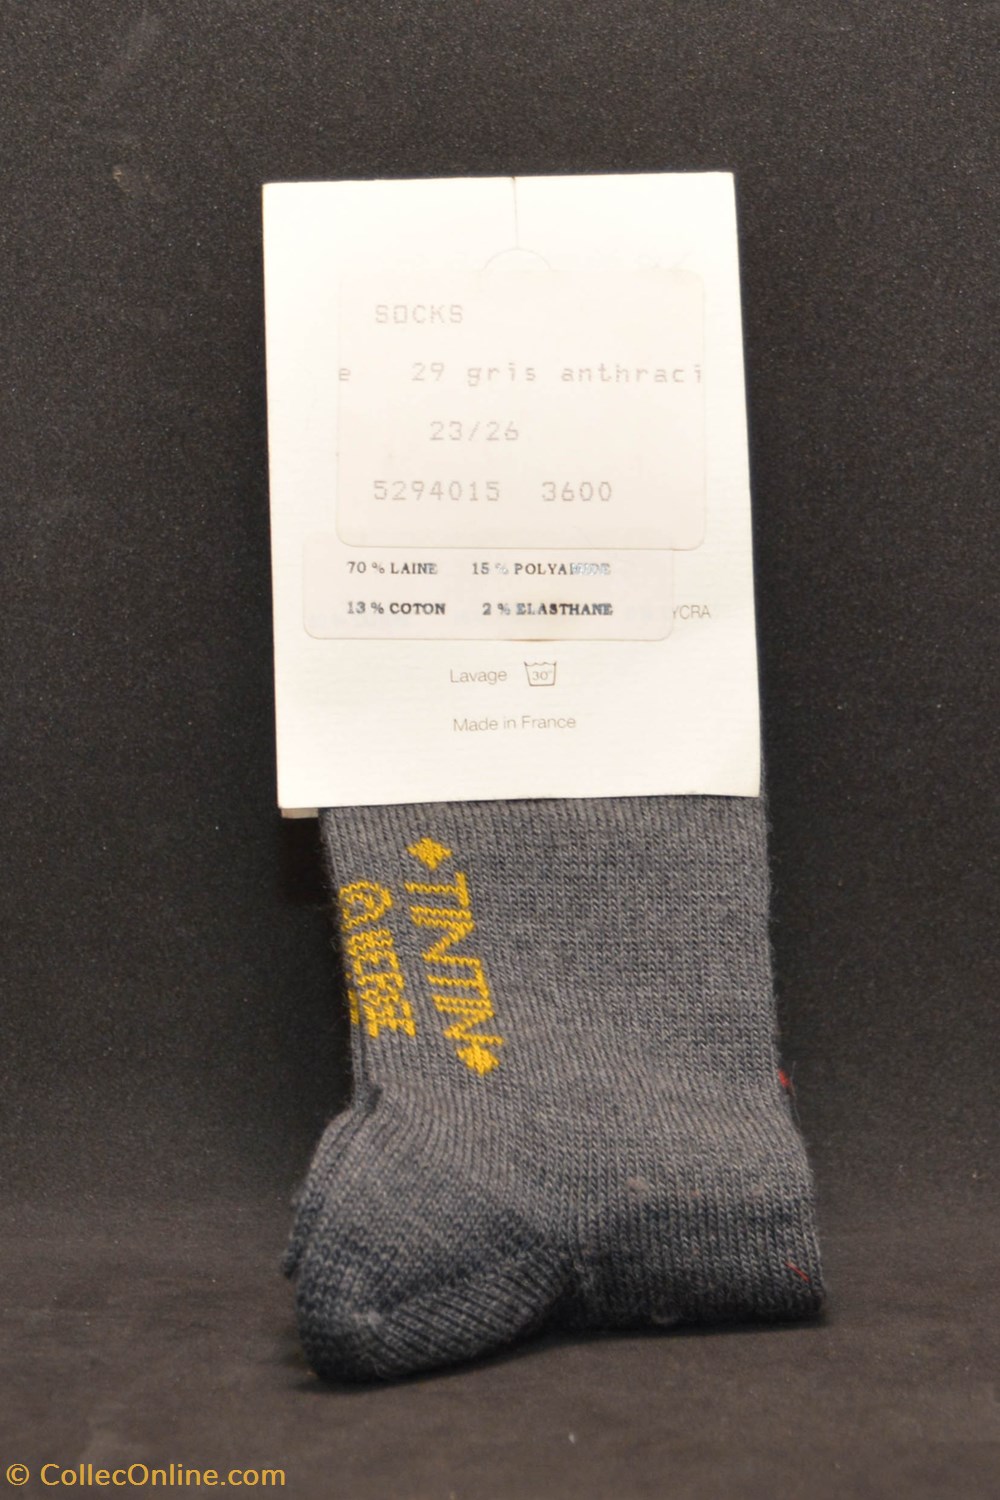 SOCKS
e 29 gris anthraci
23/26
5294015 3600
70 % LAINE 15 % POLYAMIDE
13 % COTON 2 % ELASTHANE
YCRA
Lavage 30°
Made in France
TINTIN
© CollecOnline.com